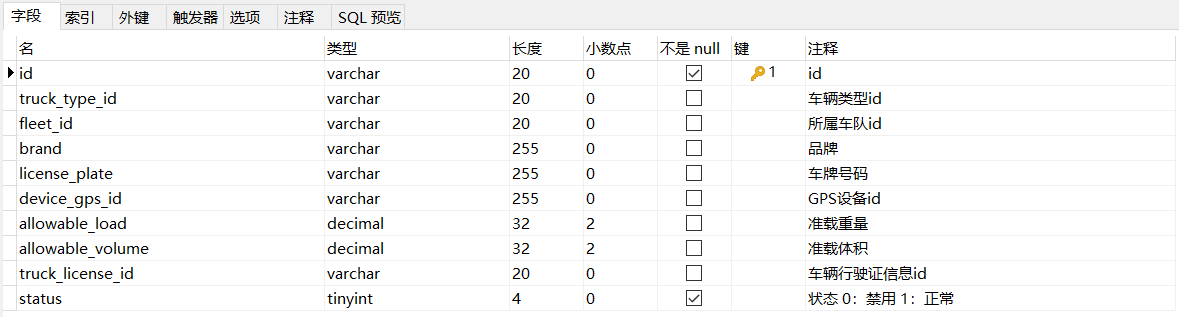 字段 索引 外键 触发器 选项 注释 SQL 预览
名 类型 长度 小数点 不是 null 键 注释
id varchar 20 0 1 id
truck_type_id varchar 20 0 车辆类型id
fleet_id varchar 20 0 所属车队id
brand varchar 255 0 品牌
license_plate varchar 255 0 车牌号码
device_gps_id varchar 255 0 GPS设备id
allowable_load decimal 32 2 准载重量
allowable_volume decimal 32 2 准载体积
truck_license_id varchar 20 0 车辆行驶证信息id
status tinyint 4 0 状态 0：禁用 1：正常